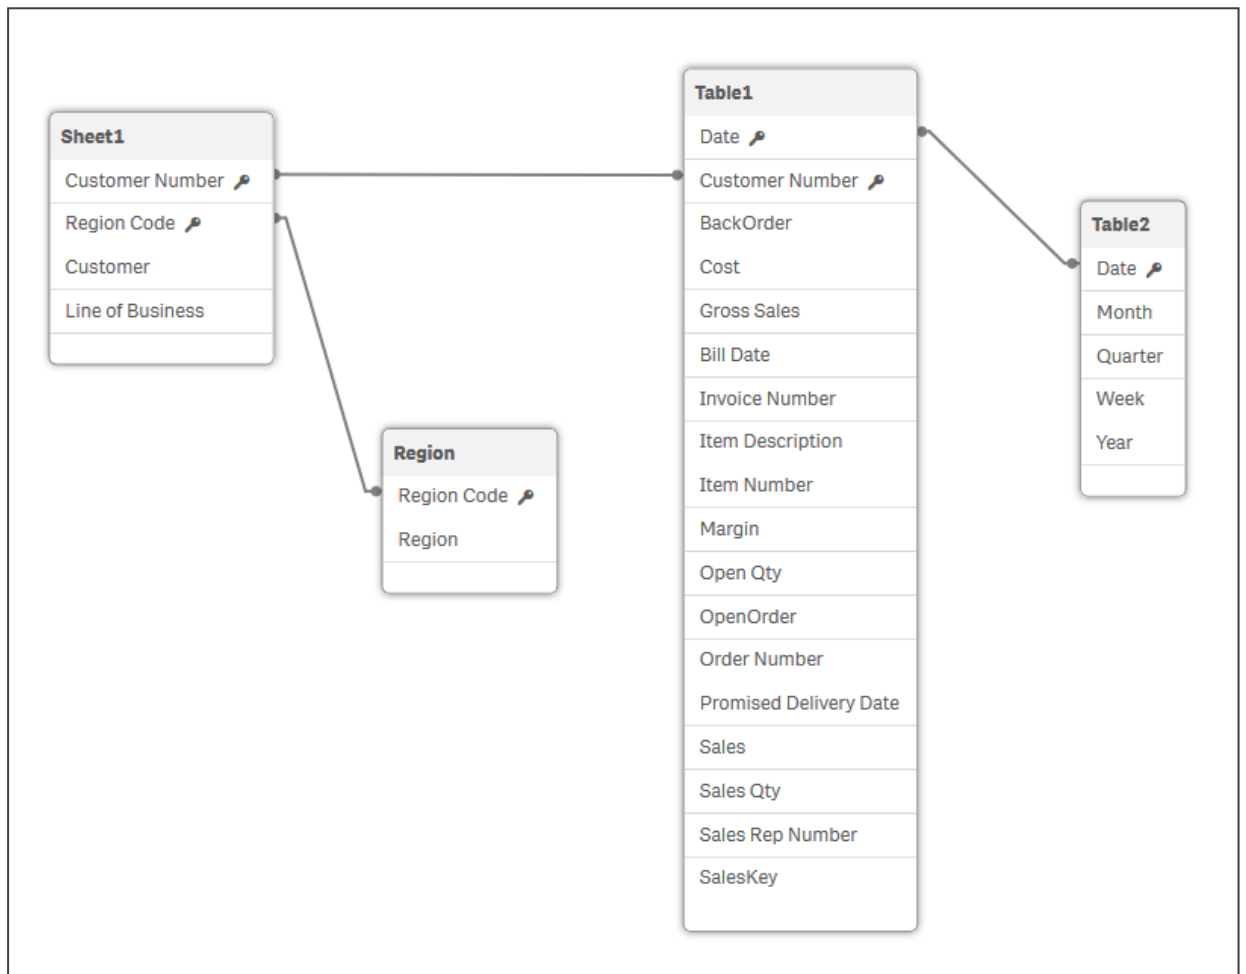 Sheet1
Customer Number
Region Code
Customer
Line of Business
Region
Region Code
Region
Table1
Date
Customer Number
BackOrder
Cost
Gross Sales
Bill Date
Invoice Number
Item Description
Item Number
Margin
Open Qty
OpenOrder
Order Number
Promised Delivery Date
Sales
Sales Qty
Sales Rep Number
SalesKey
Table2
Date
Month
Quarter
Week
Year